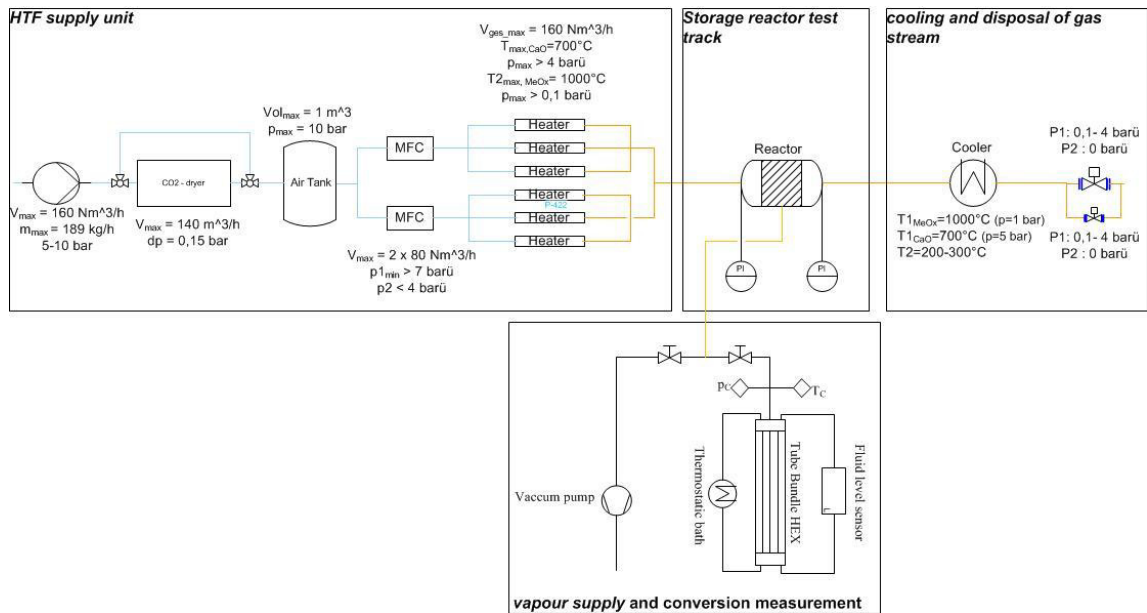 HTF supply unit
V_ges_max = 160 Nm^3/h
T_max,CaO=700°C
p_max > 4 barü
T2_max, MeOx= 1000°C
p_max > 0,1 barü
Vol_max = 1 m^3
p_max = 10 bar
Heater
Heater
Heater
Heater
P-422
Heater
Heater
MFC
MFC
CO2 - dryer
Air Tank
V_max = 160 Nm^3/h
m_max = 189 kg/h
5-10 bar
V_max = 140 m^3/h
dp = 0,15 bar
V_max = 2 x 80 Nm^3/h
p1_min > 7 barü
p2 < 4 barü
Storage reactor test
track
Reactor
PI
PI
cooling and disposal of gas
stream
Cooler
T1_MeOx=1000°C (p=1 bar)
T1_CaO=700°C (p=5 bar)
T2=200-300°C
P1: 0,1- 4 barü
P2 : 0 barü
P1: 0,1- 4 barü
P2 : 0 barü
p_C
T_C
Vaccum pump
Thermostatic bath
Tube Bundle HEX
Fluid level sensor
L
vapour supply and conversion measurement